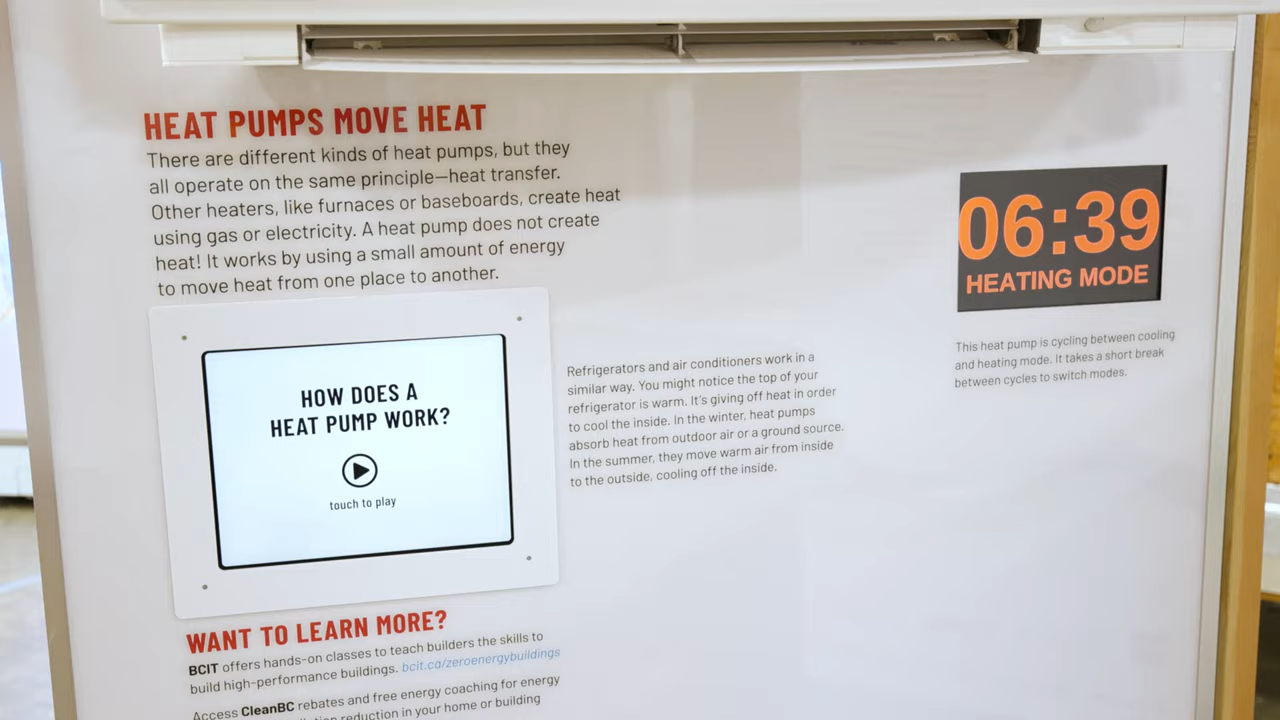 HEAT PUMPS MOVE HEAT
There are different kinds of heat pumps, but they
all operate on the same principle—heat transfer.
Other heaters, like furnaces or baseboards, create heat
using gas or electricity. A heat pump does not create
heat! It works by using a small amount of energy
to move heat from one place to another.
HOW DOES A
HEAT PUMP WORK?
touch to play
Refrigerators and air conditioners work in a
similar way. You might notice the top of your
refrigerator is warm. It's giving off heat in order
to cool the inside. In the winter, heat pumps
absorb heat from outdoor air or a ground source.
In the summer, they move warm air from inside
to the outside, cooling off the inside.
06:39
HEATING MODE
This heat pump is cycling between cooling
and heating mode. It takes a short break
between cycles to switch modes.
WANT TO LEARN MORE?
BCIT offers hands-on classes to teach builders the skills to
build high-performance buildings. bcit.ca/zeroenergybuildings
Access CleanBC rebates and free energy coaching for energy
reduction in your home or building